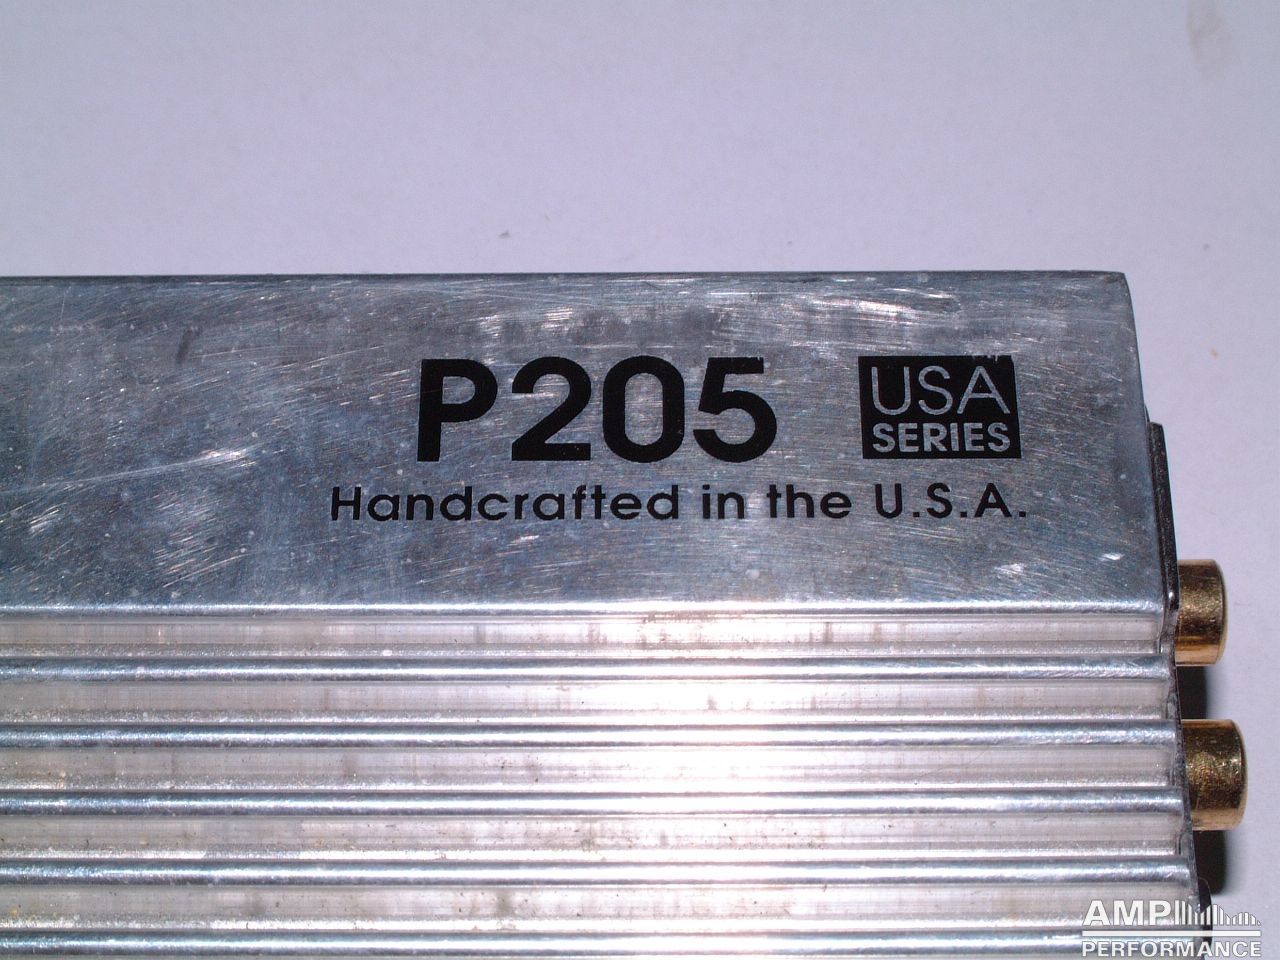 P205
USA
SERIES
Handcrafted in the U.S.A.
AMP
PERFORMANCE